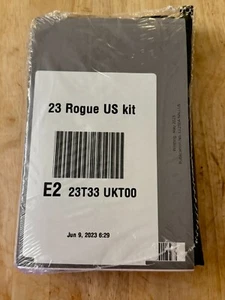 23 Rogue US kit
E2 23T33 UKT00
Jun 9, 2023 6:29